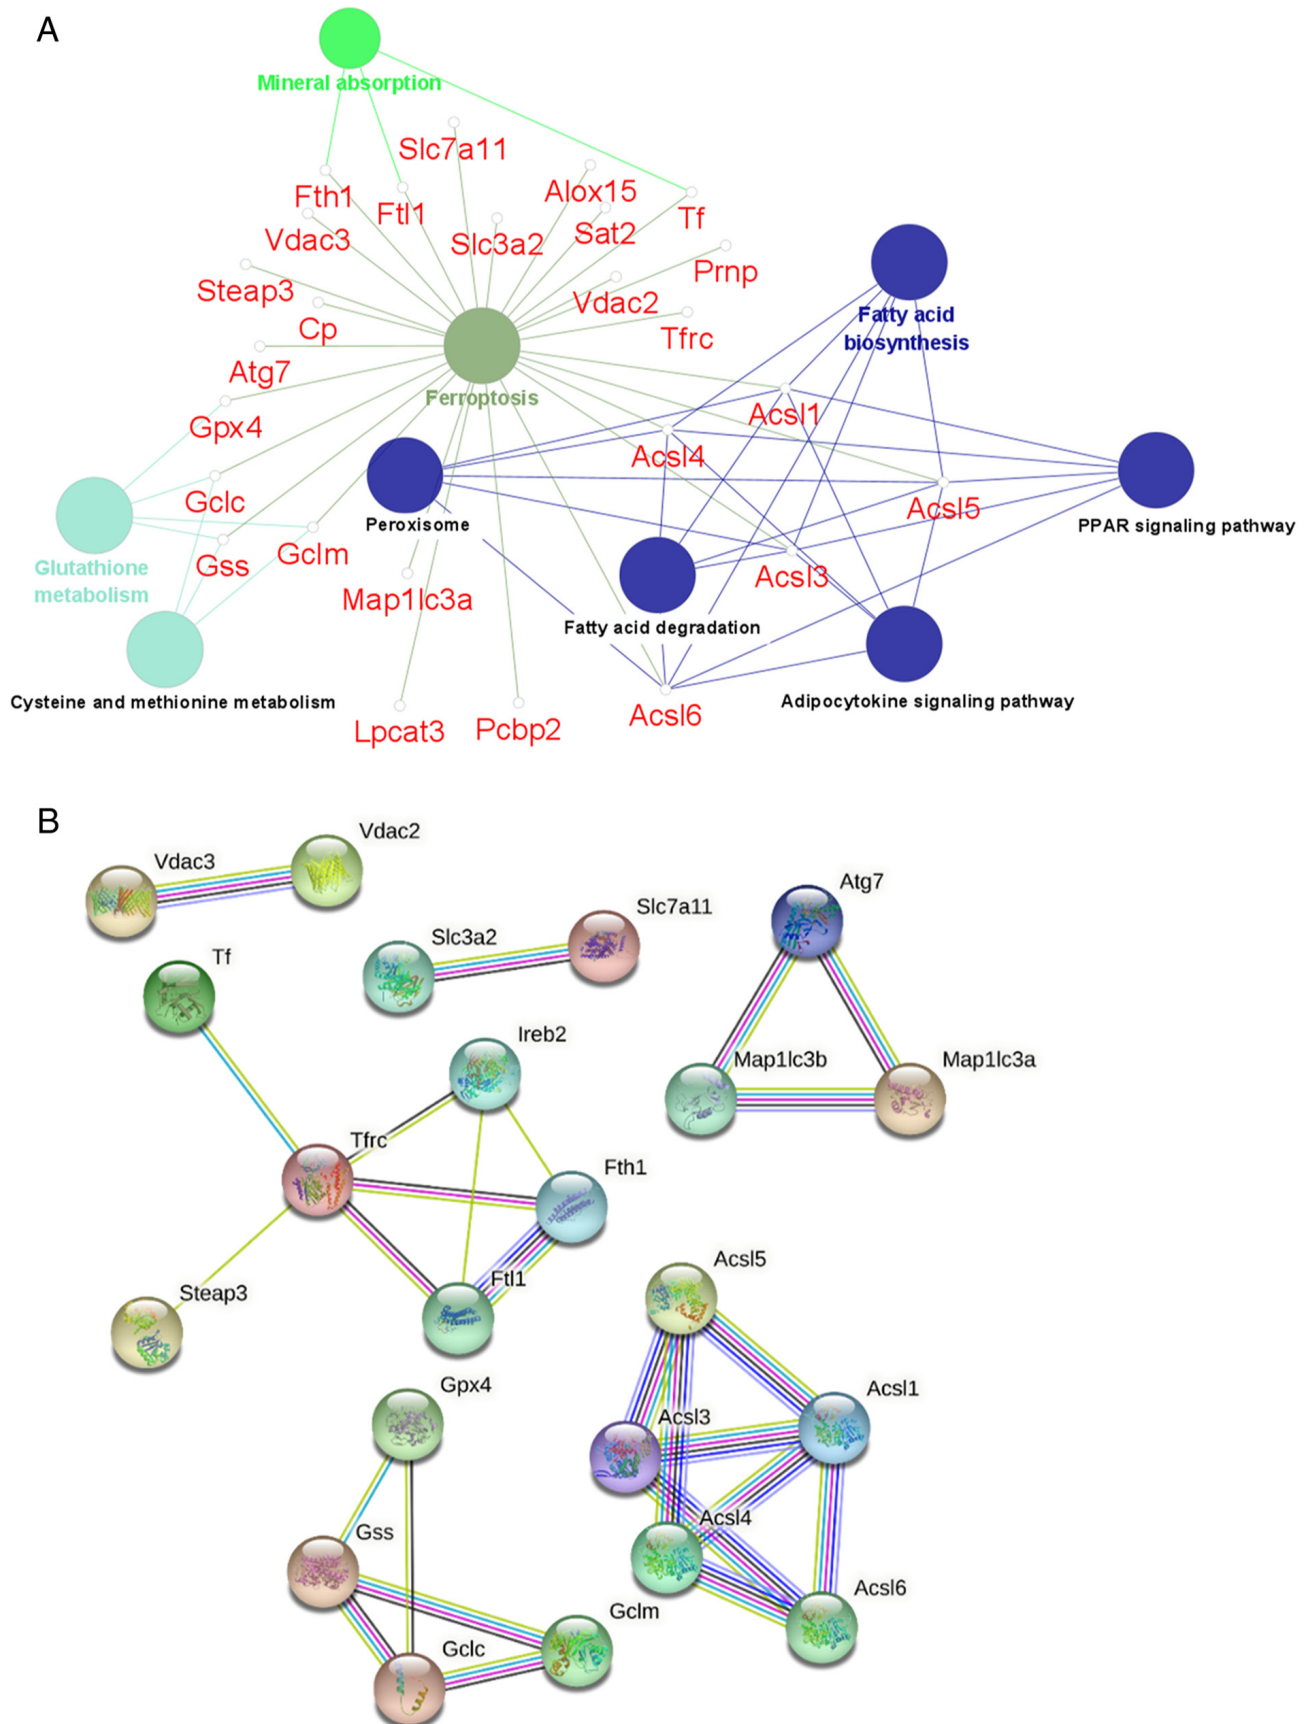 A
Mineral absorption
Slc7a11
Fth1
Ftl1
Alox15
Tf
Vdac3
Slc3a2
Sat2
Prnp
Steap3
Cp
Vdac2
Tfrc
Atg7
Fatty acid
biosynthesis
Ferroptosis
Gpx4
Acsl1
Acsl4
Gclc
Acsl5
Peroxisome
PPAR signaling pathway
Glutathione
metabolism
Gss
Gclm
Acsl3
Map1lc3a
Fatty acid degradation
Cysteine and methionine metabolism
Adipocytokine signaling pathway
Lpcat3
Pcbp2
Acsl6
B
Vdac3
Vdac2
Slc3a2
Slc7a11
Atg7
Tf
Ireb2
Map1lc3b
Map1lc3a
Tfrc
Fth1
Steap3
Ftl1
Acsl5
Gpx4
Acsl1
Acsl3
Gss
Acsl4
Acsl6
Gclm
Gclc